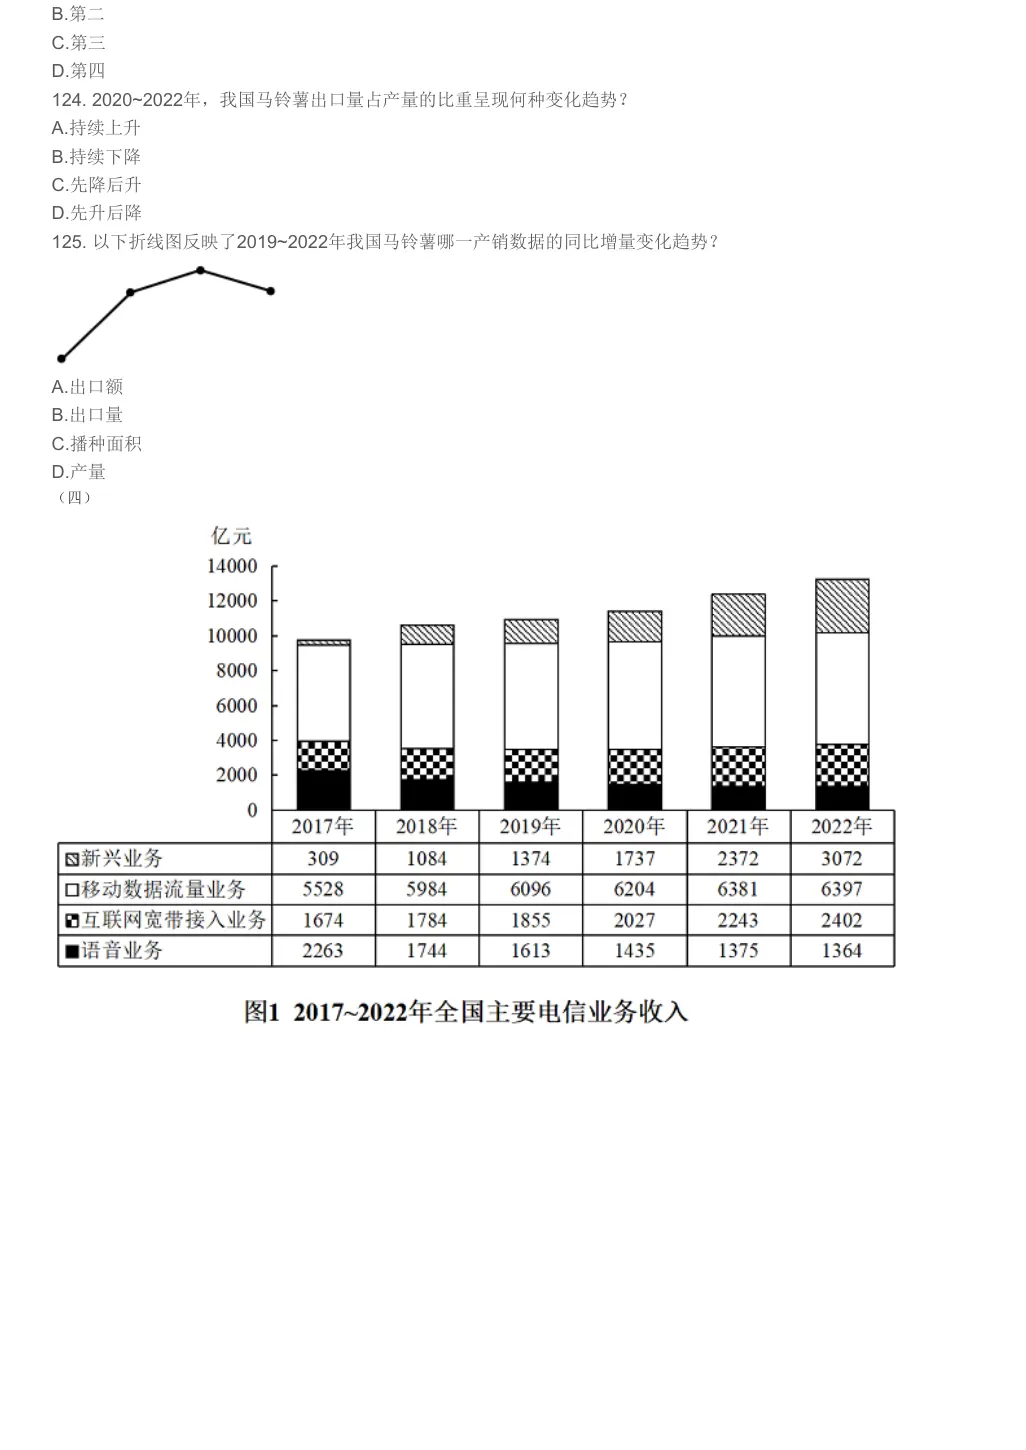 B.第二
C.第三
D.第四
124. 2020~2022年，我国马铃薯出口量占产量的比重呈现何种变化趋势？
A.持续上升
B.持续下降
C.先降后升
D.先升后降
125. 以下折线图反映了2019~2022年我国马铃薯哪一产销数据的同比增量变化趋势？
A.出口额
B.出口量
C.播种面积
D.产量
（四）
亿元
14000
12000
10000
8000
6000
4000
2000
0
2017年 2018年 2019年 2020年 2021年 2022年
新兴业务 309 1084 1374 1737 2372 3072
移动数据流量业务 5528 5984 6096 6204 6381 6397
互联网宽带接入业务 1674 1784 1855 2027 2243 2402
语音业务 2263 1744 1613 1435 1375 1364
图1 2017~2022年全国主要电信业务收入